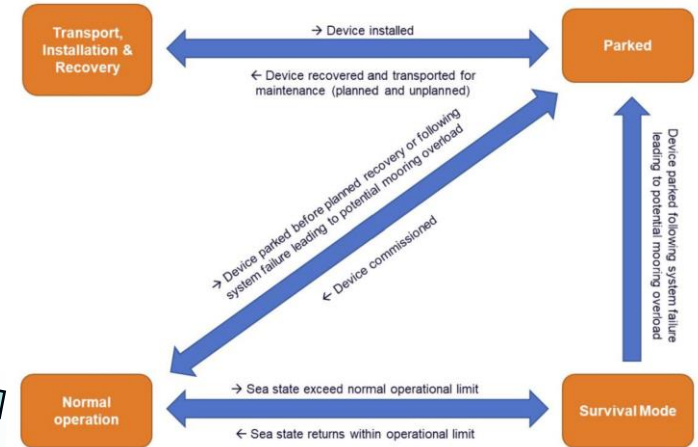 Transport,
Installation &
Recovery
→ Device installed
← Device recovered and transported for
maintenance (planned and unplanned)
Parked
→ Device parked before planned recovery or following
system failure leading to potential mooring overload
← Device commissioned
Device parked following system failure
leading to potential mooring overload
Normal
operation
→ Sea state exceed normal operational limit
← Sea state returns within operational limit
Survival Mode